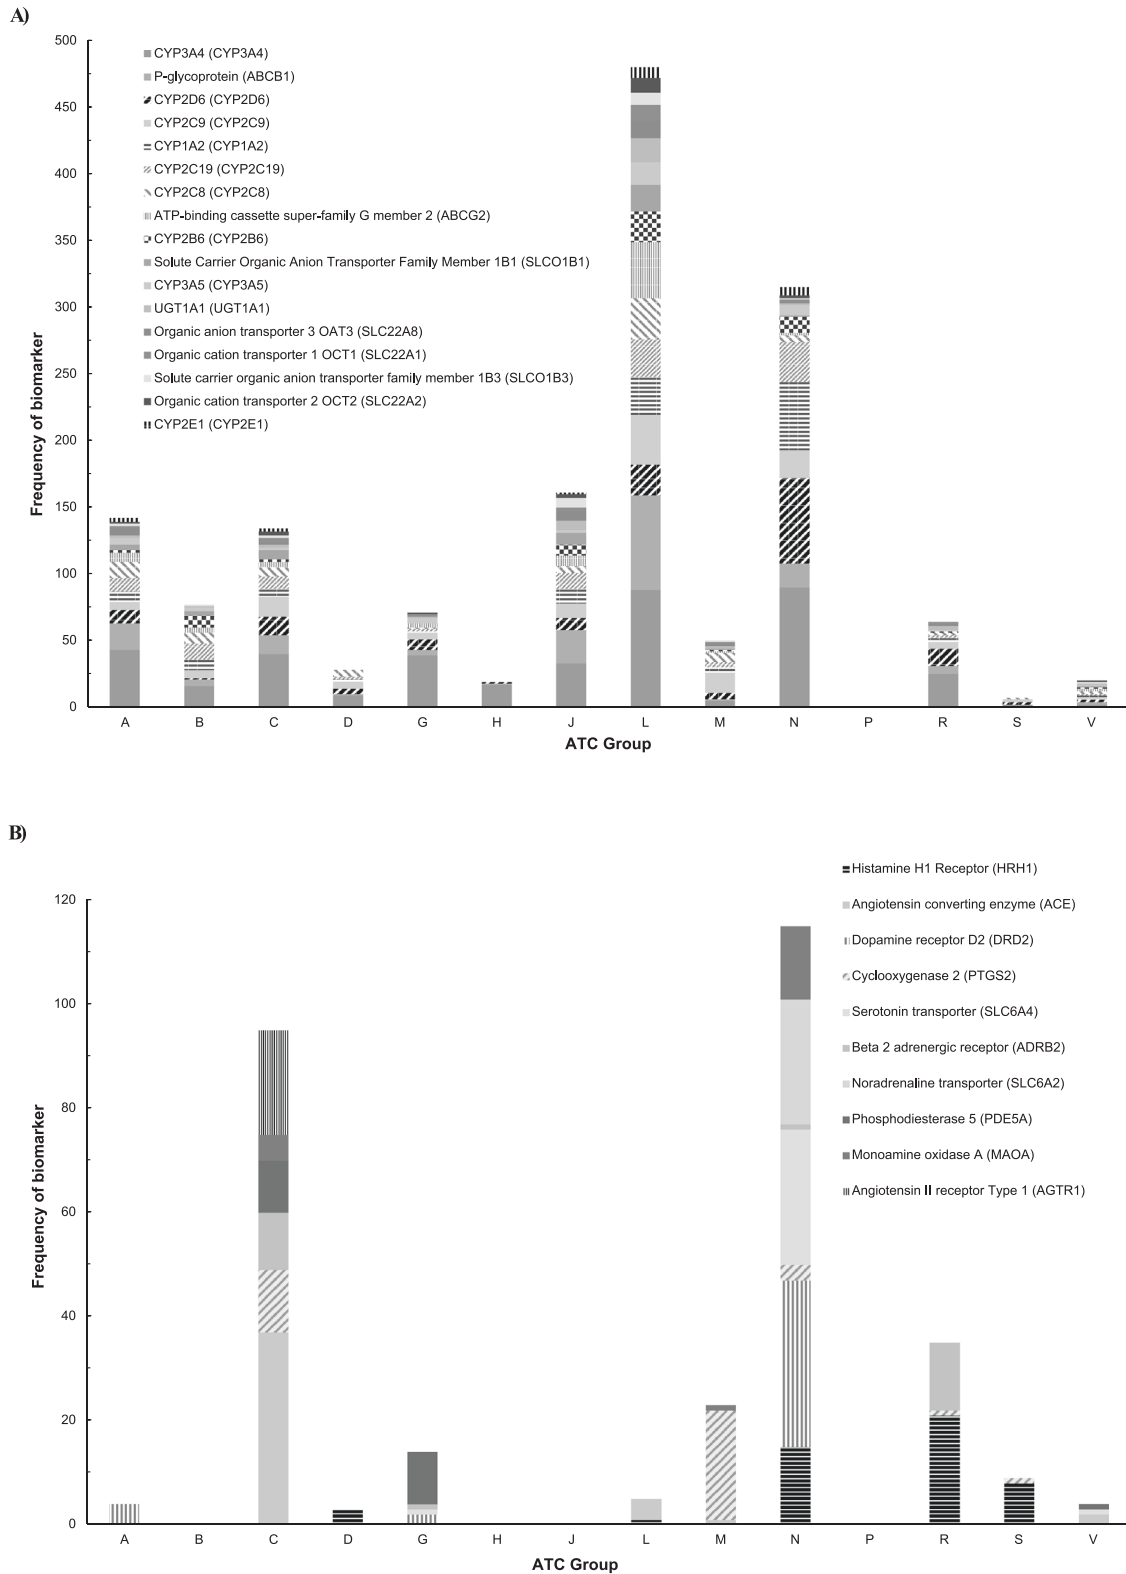 A)
500
450
400
350
300
250
200
150
100
50
0
Frequency of biomarker
CYP3A4 (CYP3A4)
P-glycoprotein (ABCB1)
CYP2D6 (CYP2D6)
CYP2C9 (CYP2C9)
CYP1A2 (CYP1A2)
CYP2C19 (CYP2C19)
CYP2C8 (CYP2C8)
ATP-binding cassette super-family G member 2 (ABCG2)
CYP2B6 (CYP2B6)
Solute Carrier Organic Anion Transporter Family Member 1B1 (SLCO1B1)
CYP3A5 (CYP3A5)
UGT1A1 (UGT1A1)
Organic anion transporter 3 OAT3 (SLC22A8)
Organic cation transporter 1 OCT1 (SLC22A1)
Solute carrier organic anion transporter family member 1B3 (SLCO1B3)
Organic cation transporter 2 OCT2 (SLC22A2)
CYP2E1 (CYP2E1)
A B C D G H J L M N P R S V
ATC Group
B)
120
100
80
60
40
20
0
Frequency of biomarker
Histamine H1 Receptor (HRH1)
Angiotensin converting enzyme (ACE)
Dopamine receptor D2 (DRD2)
Cyclooxygenase 2 (PTGS2)
Serotonin transporter (SLC6A4)
Beta 2 adrenergic receptor (ADRB2)
Noradrenaline transporter (SLC6A2)
Phosphodiesterase 5 (PDE5A)
Monoamine oxidase A (MAOA)
Angiotensin II receptor Type 1 (AGTR1)
A B C D G H J L M N P R S V
ATC Group